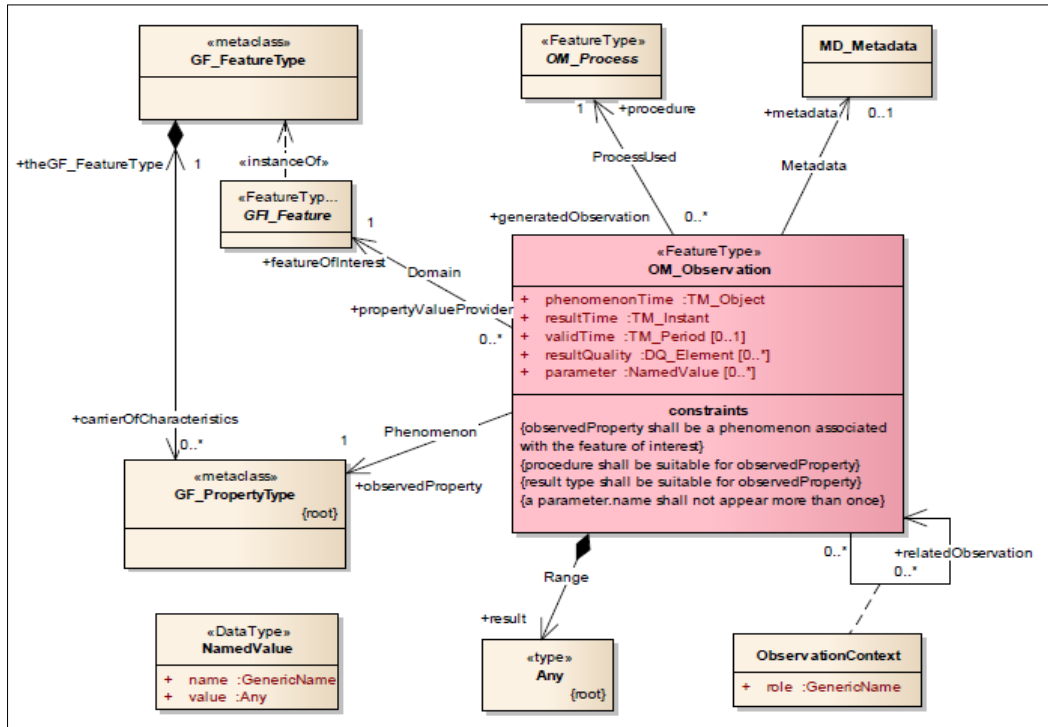 «metaclass»
GF_FeatureType
«FeatureType»
OM_Process
MD_Metadata
1
+procedure
+metadata
0..1
+theGF_FeatureType
1
«instanceOf»
ProcessUsed
Metadata
«FeatureTyp...
GFI_Feature
1
+featureOfInterest
+generatedObservation
0..*
Domain
+propertyValueProvider
0..*
«FeatureType»
OM_Observation
+ phenomenonTime :TM_Object
+ resultTime :TM_Instant
+ validTime :TM_Period [0..1]
+ resultQuality :DQ_Element [0..*]
+ parameter :NamedValue [0..*]
constraints
{observedProperty shall be a phenomenon associated
with the feature of interest}
{procedure shall be suitable for observedProperty}
{result type shall be suitable for observedProperty}
{a parameter.name shall not appear more than once}
+carrierOfCharacteristics
0..*
1
Phenomenon
+observedProperty
«metaclass»
GF_PropertyType
{root}
0..*
+relatedObservation
0..*
Range
+result
«DataType»
NamedValue
+ name :GenericName
+ value :Any
«type»
Any
{root}
ObservationContext
+ role :GenericName